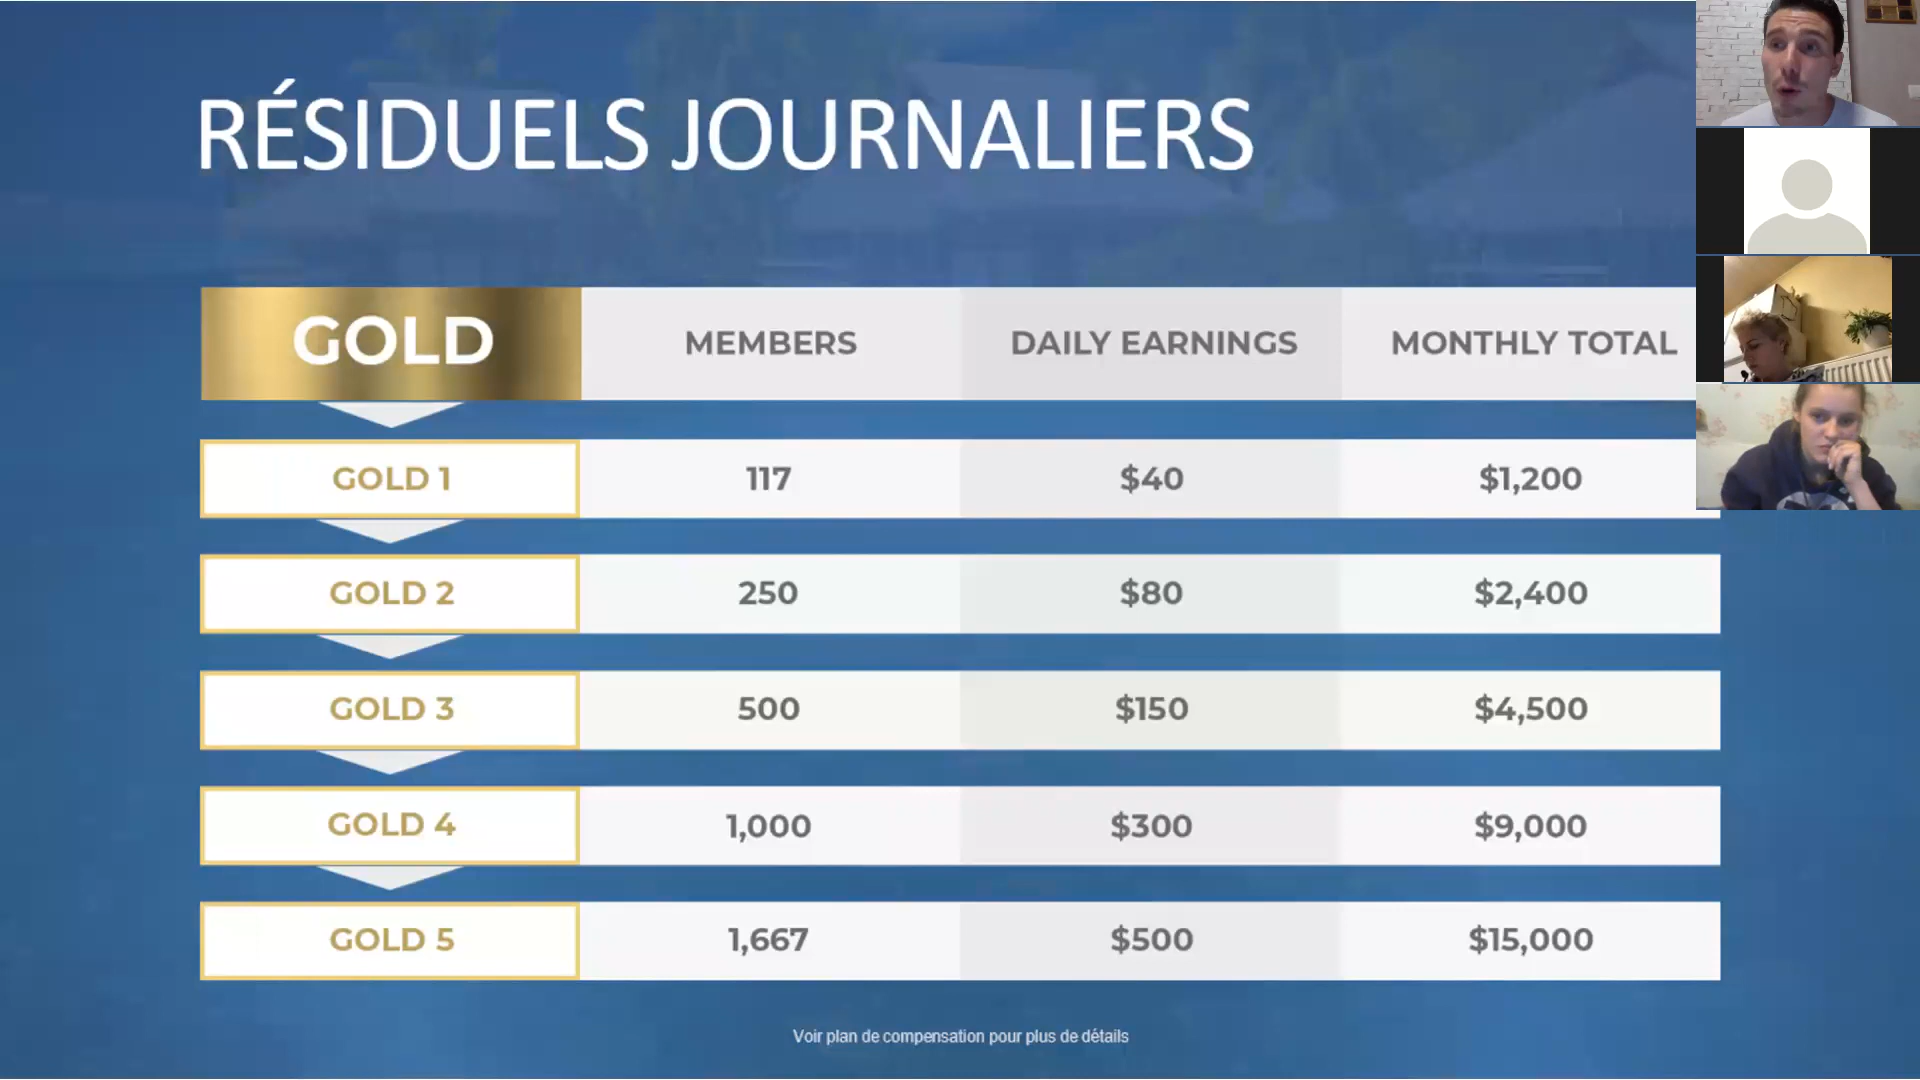 RÉSIDUELS JOURNALIERS
GOLD MEMBERS DAILY EARNINGS MONTHLY TOTAL
GOLD 1 117 $40 $1,200
GOLD 2 250 $80 $2,400
GOLD 3 500 $150 $4,500
GOLD 4 1,000 $300 $9,000
GOLD 5 1,667 $500 $15,000
Voir plan de compensation pour plus de détails